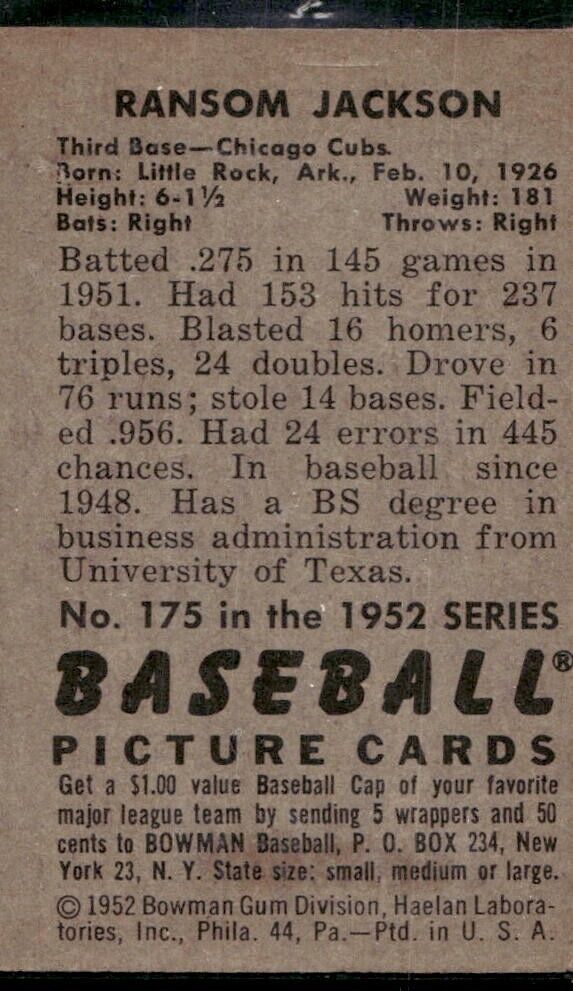 RANSOM JACKSON
Third Base—Chicago Cubs.
Born: Little Rock, Ark., Feb. 10, 1926
Height: 6-1½ Weight: 181
Bats: Right Throws: Right
Batted .275 in 145 games in
1951. Had 153 hits for 237
bases. Blasted 16 homers, 6
triples, 24 doubles. Drove in
76 runs; stole 14 bases. Field-
ed .956. Had 24 errors in 445
chances. In baseball since
1948. Has a BS degree in
business administration from
University of Texas.
No. 175 in the 1952 SERIES
BASEBALL®
PICTURE CARDS
Get a $1.00 value Baseball Cap of your favorite
major league team by sending 5 wrappers and 50
cents to BOWMAN Baseball, P. O. BOX 234, New
York 23, N. Y. State size: small, medium or large.
© 1952 Bowman Gum Division, Haelan Labora-
tories, Inc., Phila. 44, Pa.—Ptd. in U. S. A.